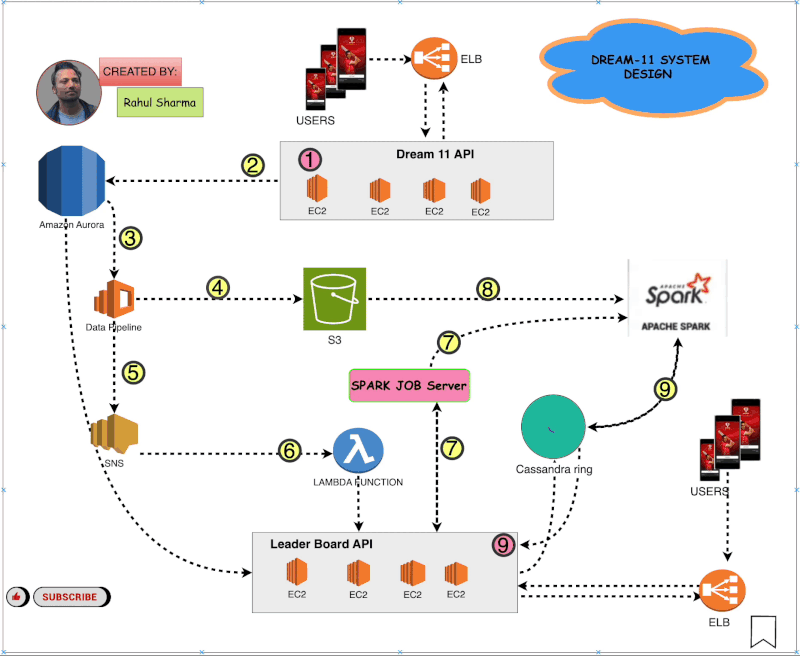 CREATED BY:
Rahul Sharma
DREAM-11 SYSTEM
DESIGN
USERS
ELB
1
Dream 11 API
EC2
EC2
EC2
EC2
2
Amazon Aurora
3
Data Pipeline
4
S3
8
APACHE
Spark
APACHE SPARK
5
7
SPARK JOB Server
9
SNS
6
LAMBDA FUNCTION
7
Cassandra ring
USERS
Leader Board API
9
EC2
EC2
EC2
EC2
ELB
SUBSCRIBE